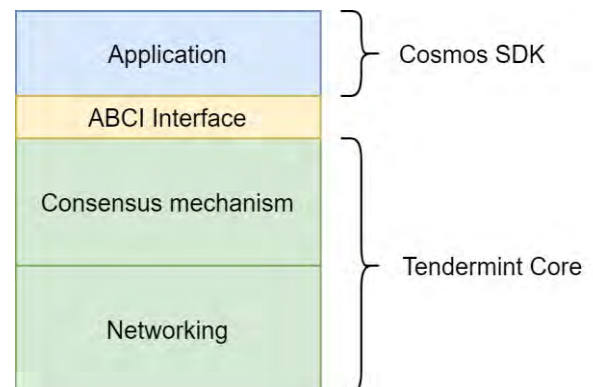 Application
Cosmos SDK
ABCI Interface
Consensus mechanism
Tendermint Core
Networking